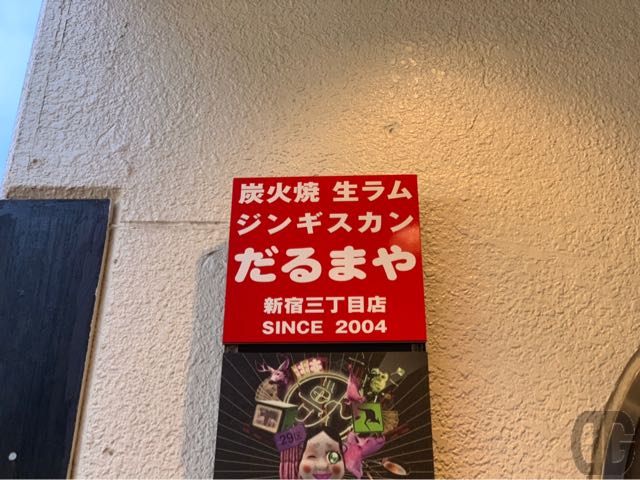 炭火焼 生ラム
ジンギスカン
だるまや
新宿三丁目店
SINCE 2004
29